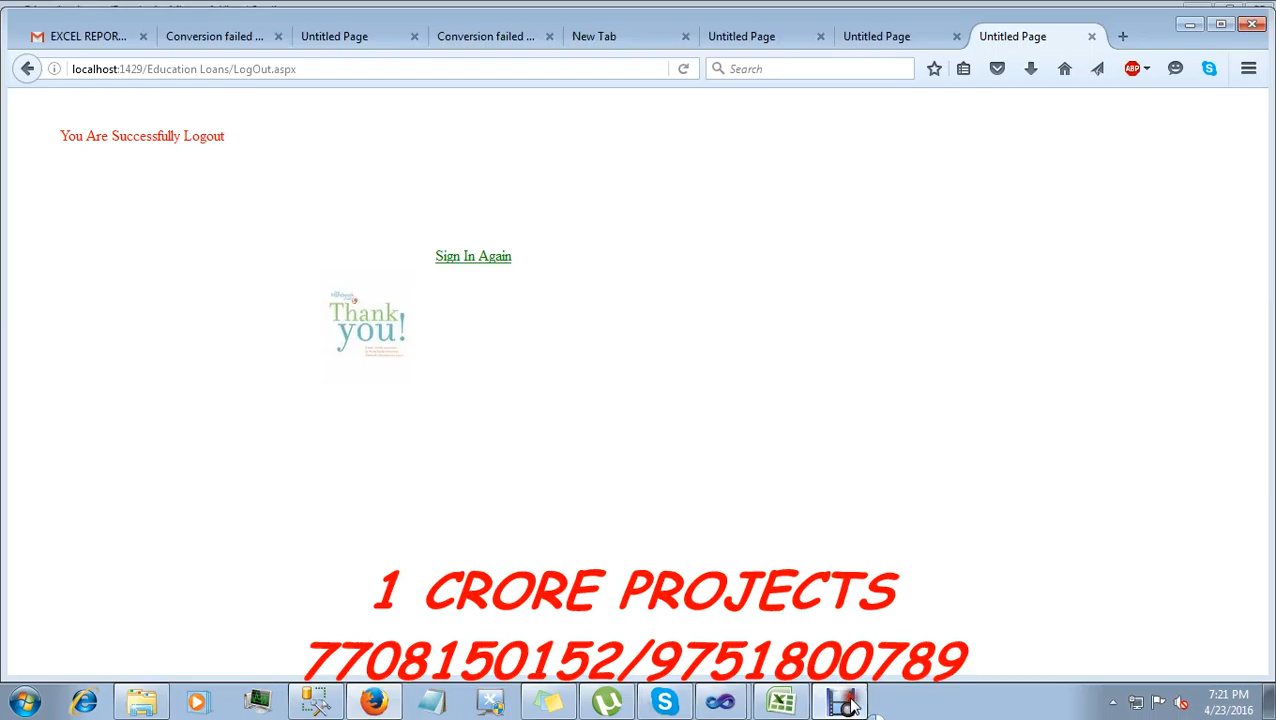 EXCEL REPOR...
Conversion failed ...
Untitled Page
Conversion failed ...
New Tab
Untitled Page
Untitled Page
Untitled Page
localhost:1429/Education Loans/LogOut.aspx
Search
ABP
You Are Successfully Logout
Sign In Again
Thank
you!
1 CRORE PROJECTS
7708150152/9751800789
7:21 PM
4/23/2016